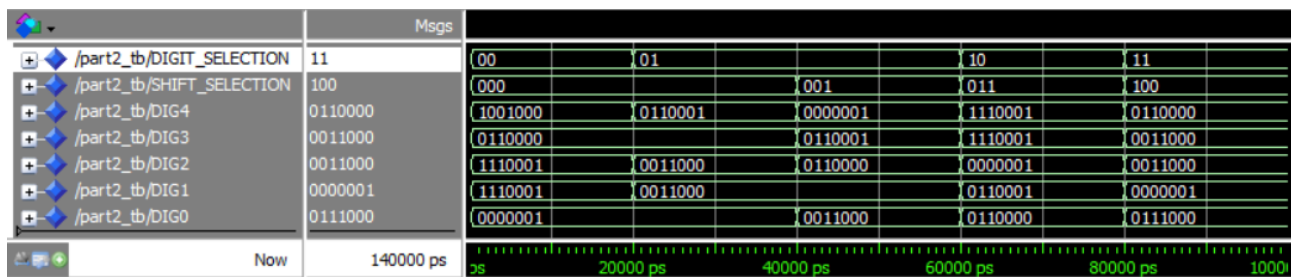 Msgs
/part2_tb/DIGIT_SELECTION 11 00 01 10 11
/part2_tb/SHIFT_SELECTION 100 000 001 011 100
/part2_tb/DIG4 0110000 1001000 0110001 0000001 1110001 0110000
/part2_tb/DIG3 0011000 0110000 0110001 1110001 0011000
/part2_tb/DIG2 0011000 1110001 0011000 0110000 0000001 0011000
/part2_tb/DIG1 0000001 1110001 0011000 0110001 0000001
/part2_tb/DIG0 0111000 0000001 0011000 0110000 0111000
Now 140000 ps ps 20000 ps 40000 ps 60000 ps 80000 ps